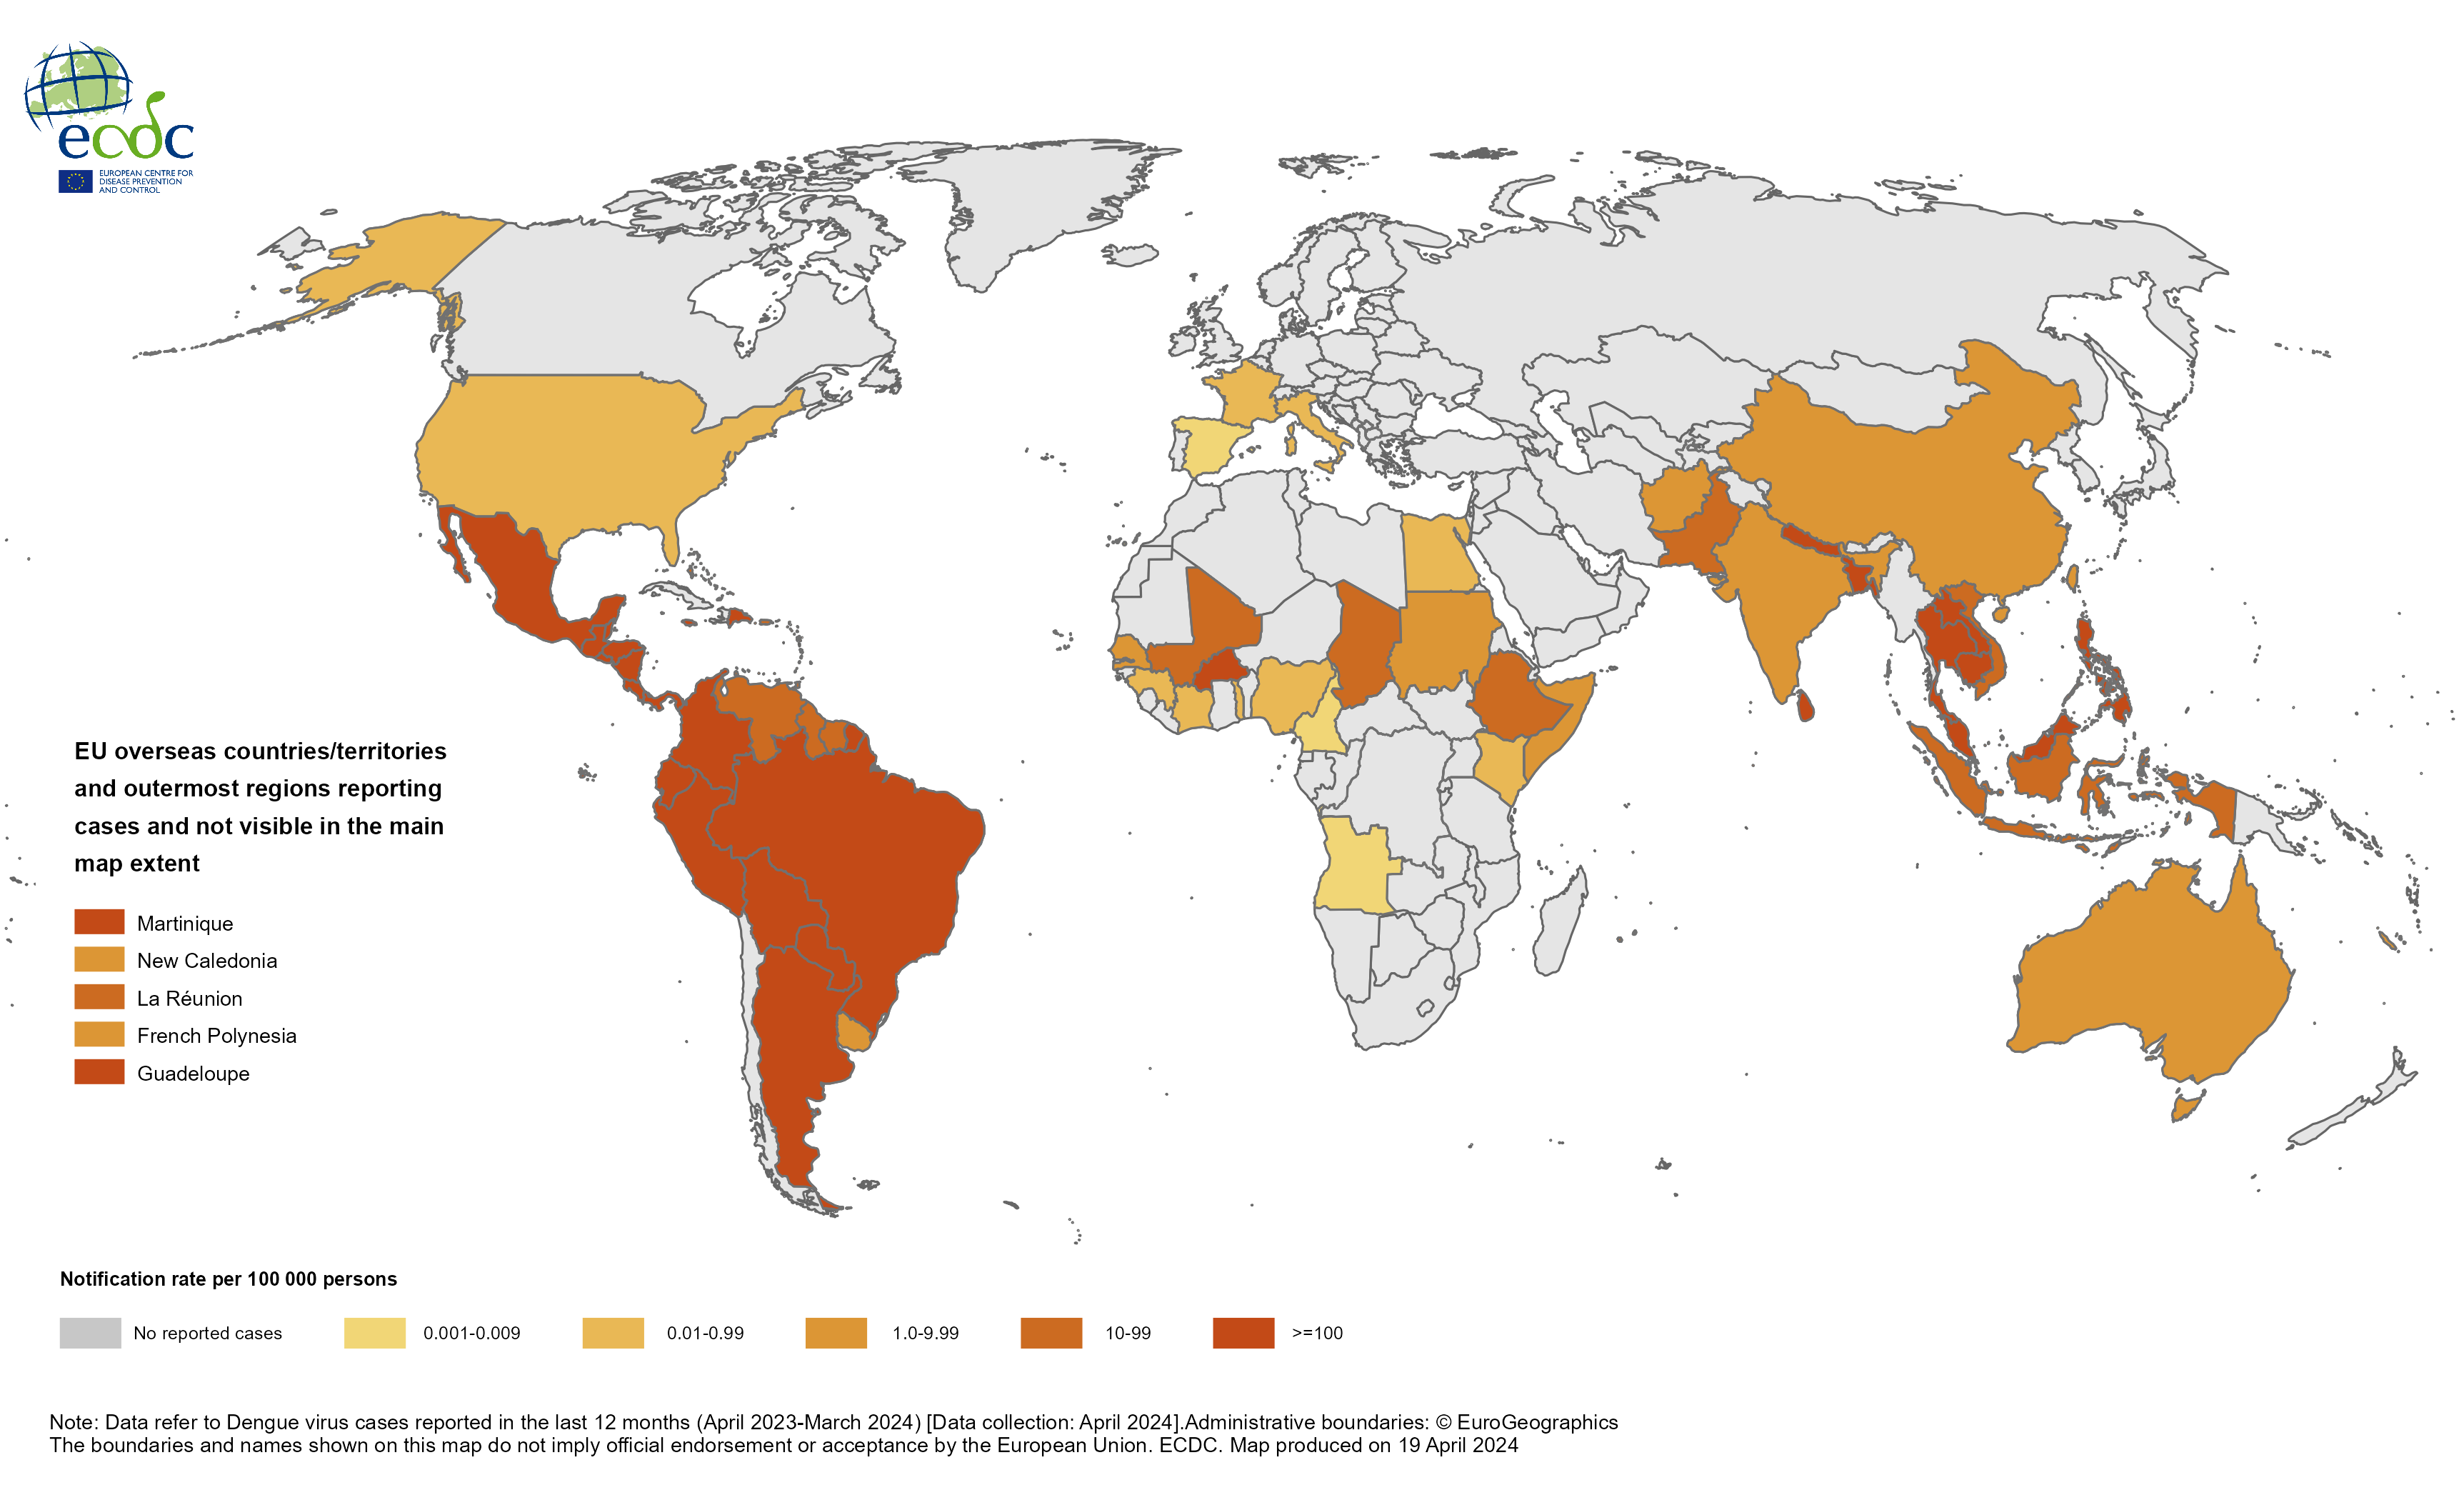 ecdc
EUROPEAN CENTRE FOR
DISEASE PREVENTION
AND CONTROL
EU overseas countries/territories
and outermost regions reporting
cases and not visible in the main
map extent
Martinique
New Caledonia
La Réunion
French Polynesia
Guadeloupe
Notification rate per 100 000 persons
No reported cases
0.001-0.009
0.01-0.99
1.0-9.99
10-99
>=100
Note: Data refer to Dengue virus cases reported in the last 12 months (April 2023-March 2024) [Data collection: April 2024].Administrative boundaries: © EuroGeographics
The boundaries and names shown on this map do not imply official endorsement or acceptance by the European Union. ECDC. Map produced on 19 April 2024